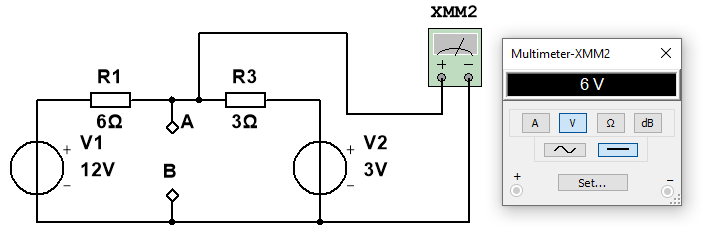 XMM2
+ −
R1
R3
6Ω
A
3Ω
V1
+
12V
−
B
+
V2
3V
−
Multimeter-XMM2 ×
6 V
A V Ω dB
+ Set... −